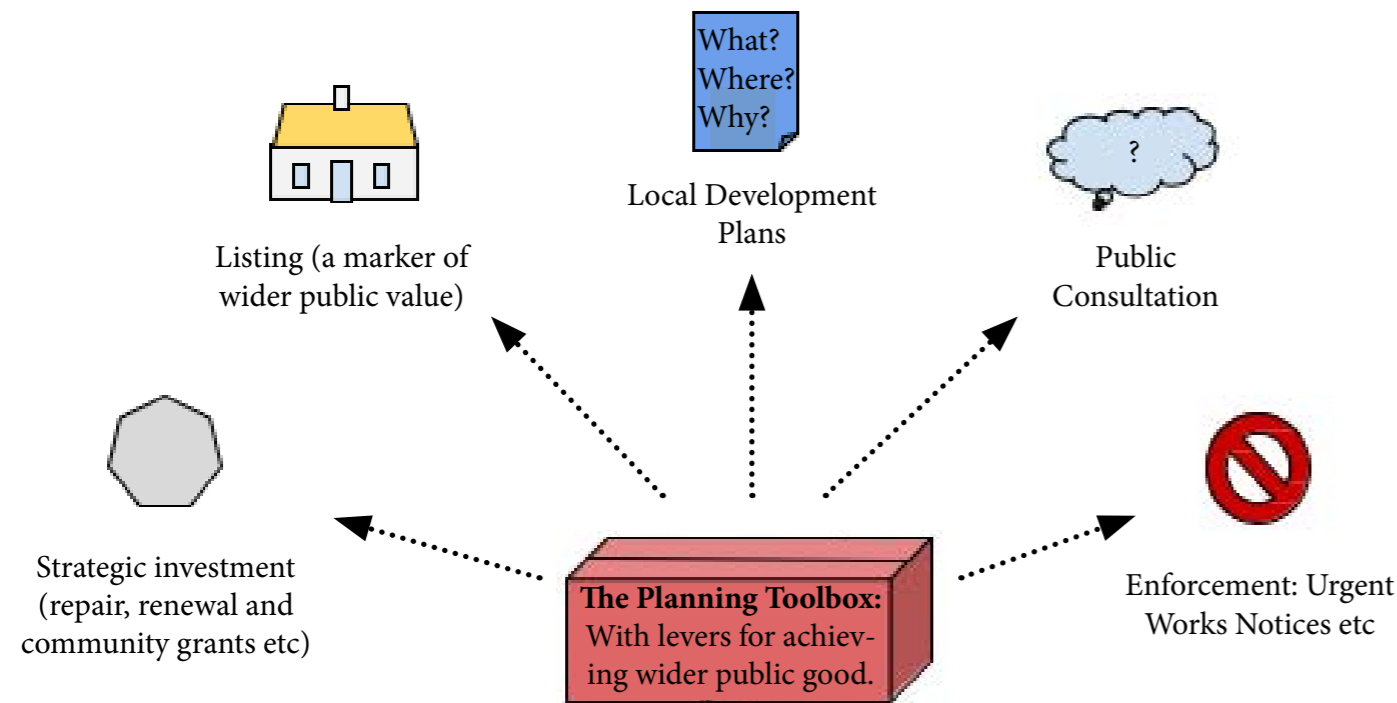 What?
Where?
Why?
?
Local Development
Plans
Listing (a marker of
wider public value)
Public
Consultation
Strategic investment
(repair, renewal and
community grants etc)
Enforcement: Urgent
Works Notices etc
The Planning Toolbox:
With levers for achiev-
ing wider public good.